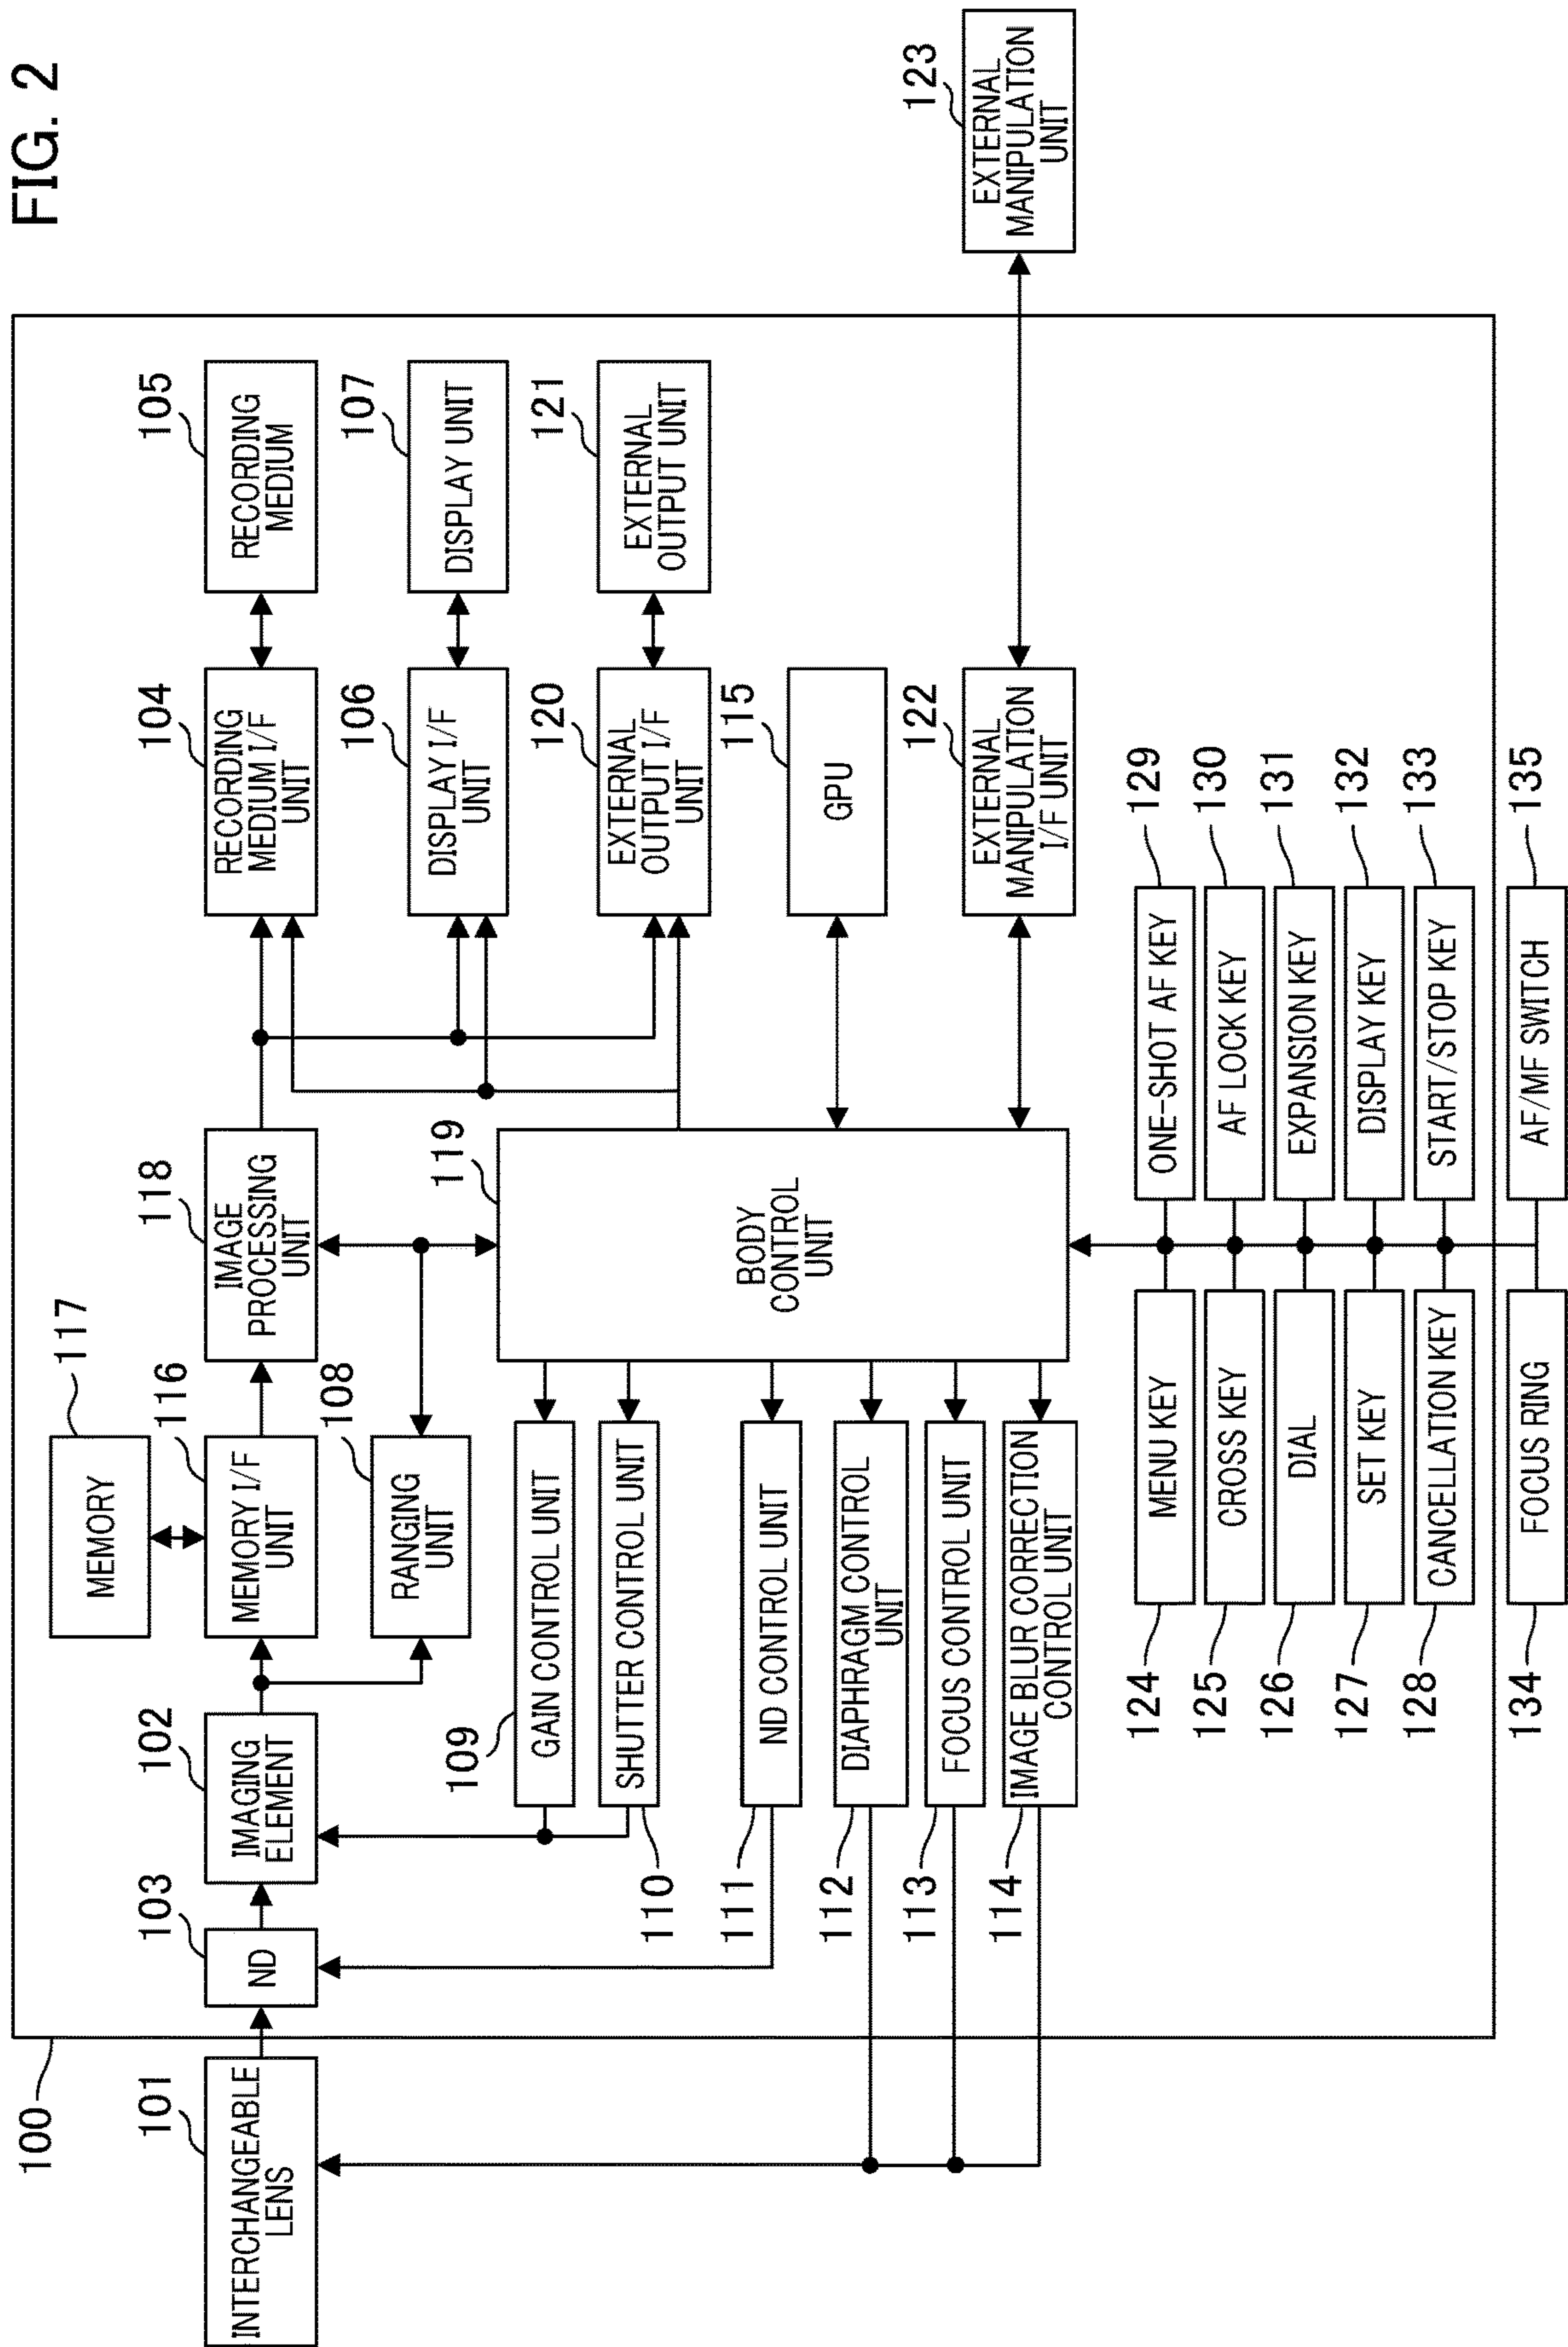 FIG. 2
100
101
INTERCHANGEABLE
LENS
103
ND
102
IMAGING
ELEMENT
117
MEMORY
116
MEMORY I/F
UNIT
108
RANGING
UNIT
118
IMAGE
PROCESSING
UNIT
104
RECORDING
MEDIUM I/F
UNIT
105
RECORDING
MEDIUM
106
DISPLAY I/F
UNIT
107
DISPLAY UNIT
120
EXTERNAL
OUTPUT I/F
UNIT
121
EXTERNAL
OUTPUT UNIT
119
BODY
CONTROL
UNIT
115
GPU
122
EXTERNAL
MANIPULATION
I/F UNIT
123
EXTERNAL
MANIPULATION
UNIT
109
GAIN CONTROL UNIT
110
SHUTTER CONTROL UNIT
111
ND CONTROL UNIT
112
DIAPHRAGM CONTROL
UNIT
113
FOCUS CONTROL UNIT
114
IMAGE BLUR CORRECTION
CONTROL UNIT
124
MENU KEY
ONE-SHOT AF KEY
129
125
CROSS KEY
AF LOCK KEY
130
126
DIAL
EXPANSION KEY
131
127
SET KEY
DISPLAY KEY
132
128
CANCELLATION KEY
START/STOP KEY
133
134
FOCUS RING
AF/MF SWITCH
135